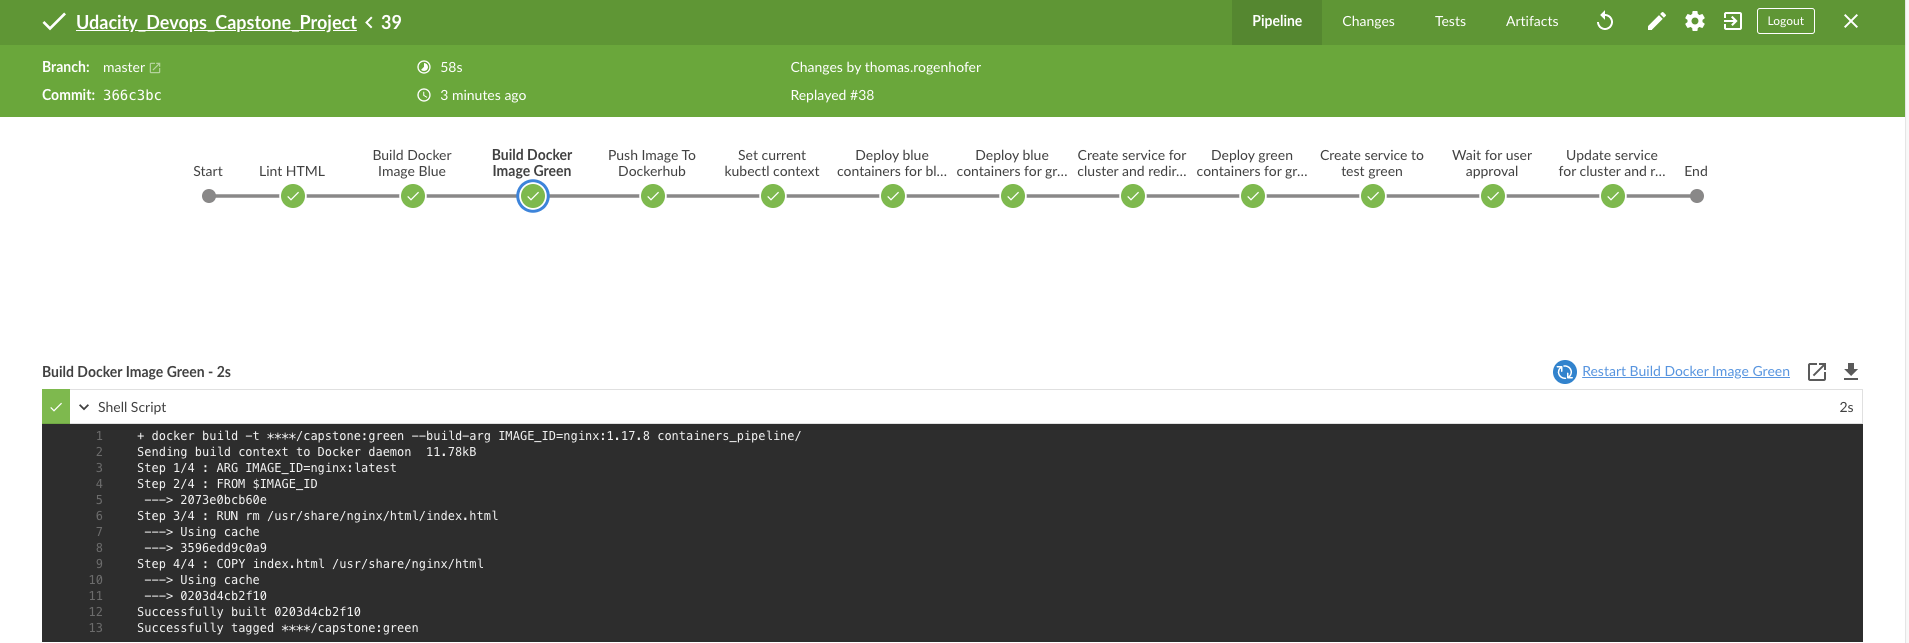 Udacity_Devops_Capstone_Project < 39
Pipeline
Changes
Tests
Artifacts
Logout
Branch: master
58s
Changes by thomas.rogenhofer
Commit: 366c3bc
3 minutes ago
Replayed #38
Start
Lint HTML
Build Docker
Image Blue
Build Docker
Image Green
Push Image To
Dockerhub
Set current
kubectl context
Deploy blue
containers for bl...
Deploy blue
containers for gr...
Create service for
cluster and redir...
Deploy green
containers for gr...
Create service to
test green
Wait for user
approval
Update service
for cluster and r...
End
Build Docker Image Green - 2s
Restart Build Docker Image Green
Shell Script
2s
1 + docker build -t ****/capstone:green --build-arg IMAGE_ID=nginx:1.17.8 containers_pipeline/
2 Sending build context to Docker daemon  11.78kB
3 Step 1/4 : ARG IMAGE_ID=nginx:latest
4 Step 2/4 : FROM $IMAGE_ID
5  ---> 2073e0bcb60e
6 Step 3/4 : RUN rm /usr/share/nginx/html/index.html
7  ---> Using cache
8  ---> 3596edd9c0a9
9 Step 4/4 : COPY index.html /usr/share/nginx/html
10  ---> Using cache
11  ---> 0203d4cb2f10
12 Successfully built 0203d4cb2f10
13 Successfully tagged ****/capstone:green